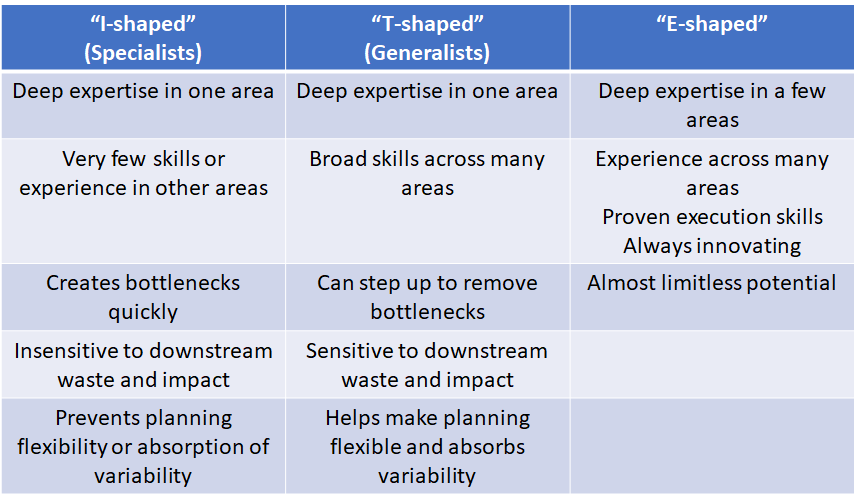 “I-shaped”
(Specialists)
“T-shaped”
(Generalists)
“E-shaped”
Deep expertise in one area
Deep expertise in one area
Deep expertise in a few
areas
Very few skills or
experience in other areas
Broad skills across many
areas
Experience across many
areas
Proven execution skills
Always innovating
Creates bottlenecks
quickly
Can step up to remove
bottlenecks
Almost limitless potential
Insensitive to downstream
waste and impact
Sensitive to downstream
waste and impact
Prevents planning
flexibility or absorption of
variability
Helps make planning
flexible and absorbs
variability